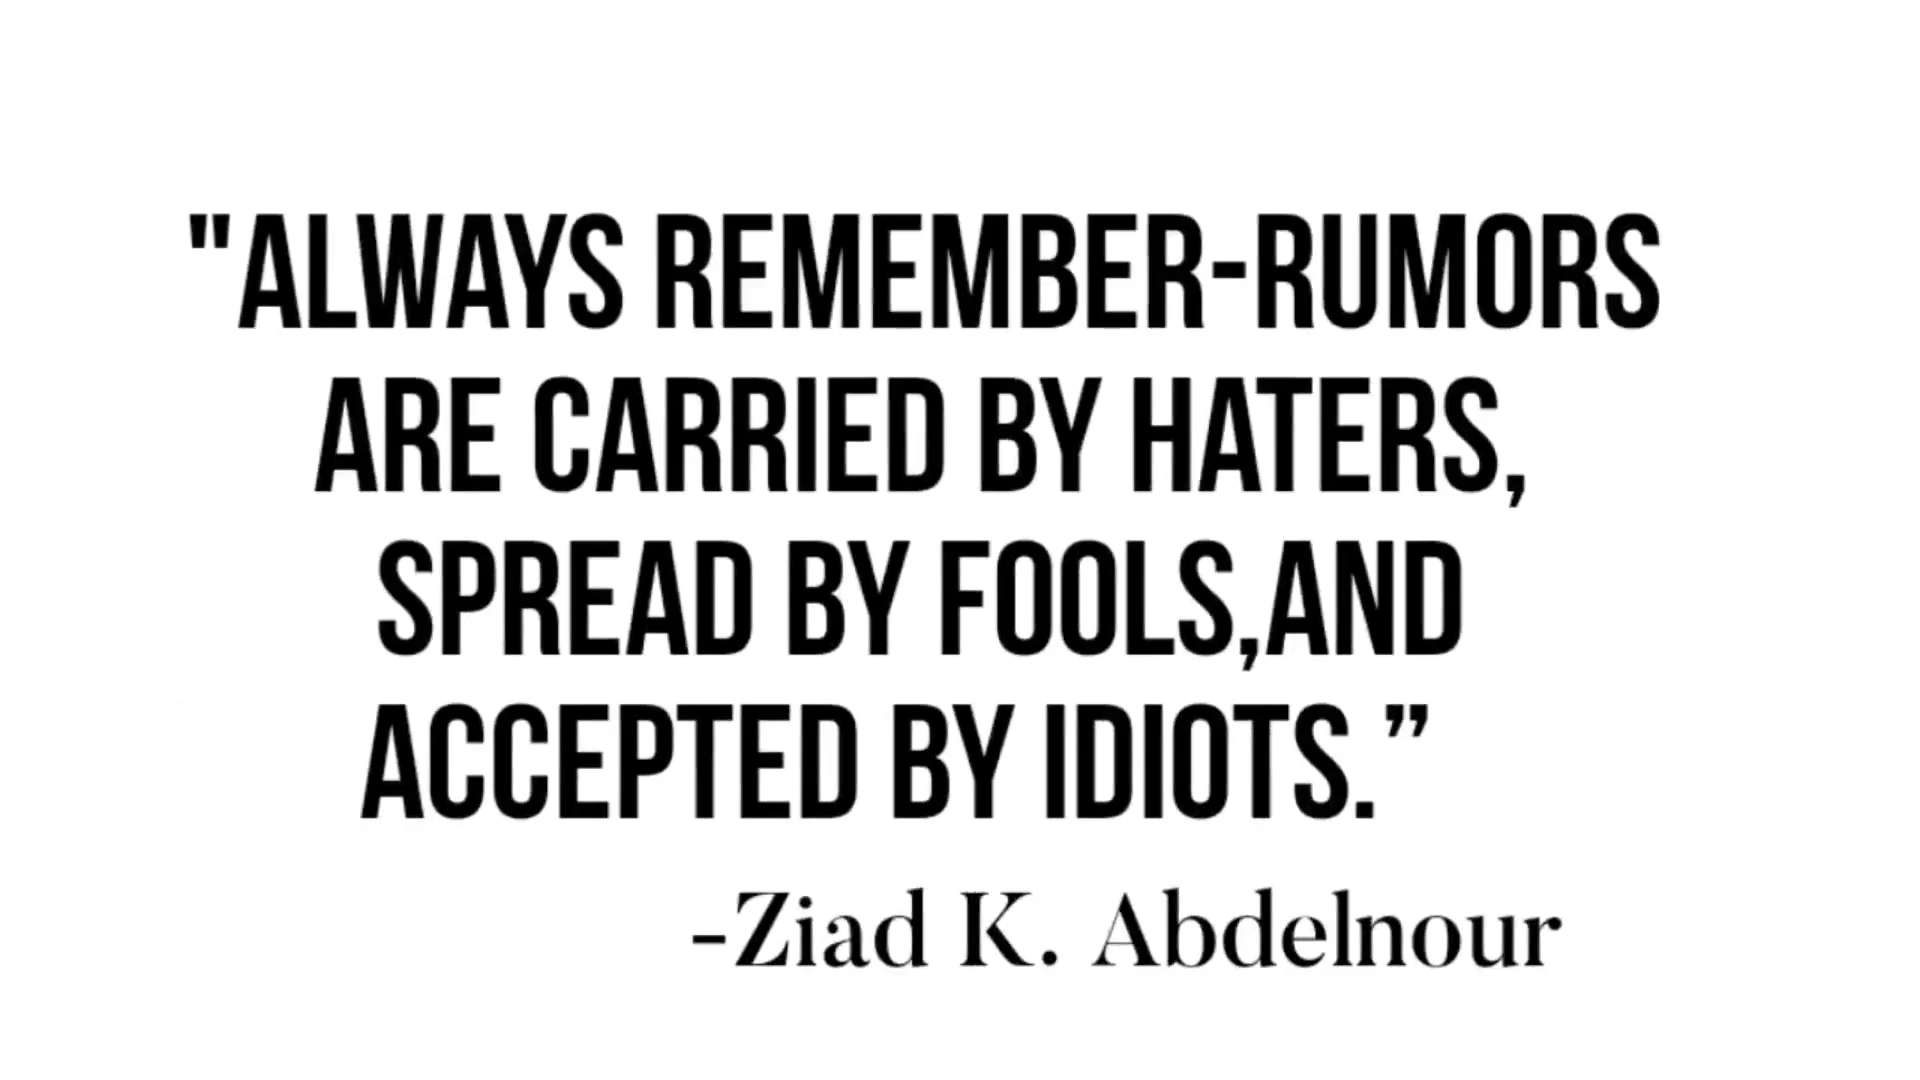 "ALWAYS REMEMBER-RUMORS
ARE CARRIED BY HATERS,
SPREAD BY FOOLS,AND
ACCEPTED BY IDIOTS.”
-Ziad K. Abdelnour